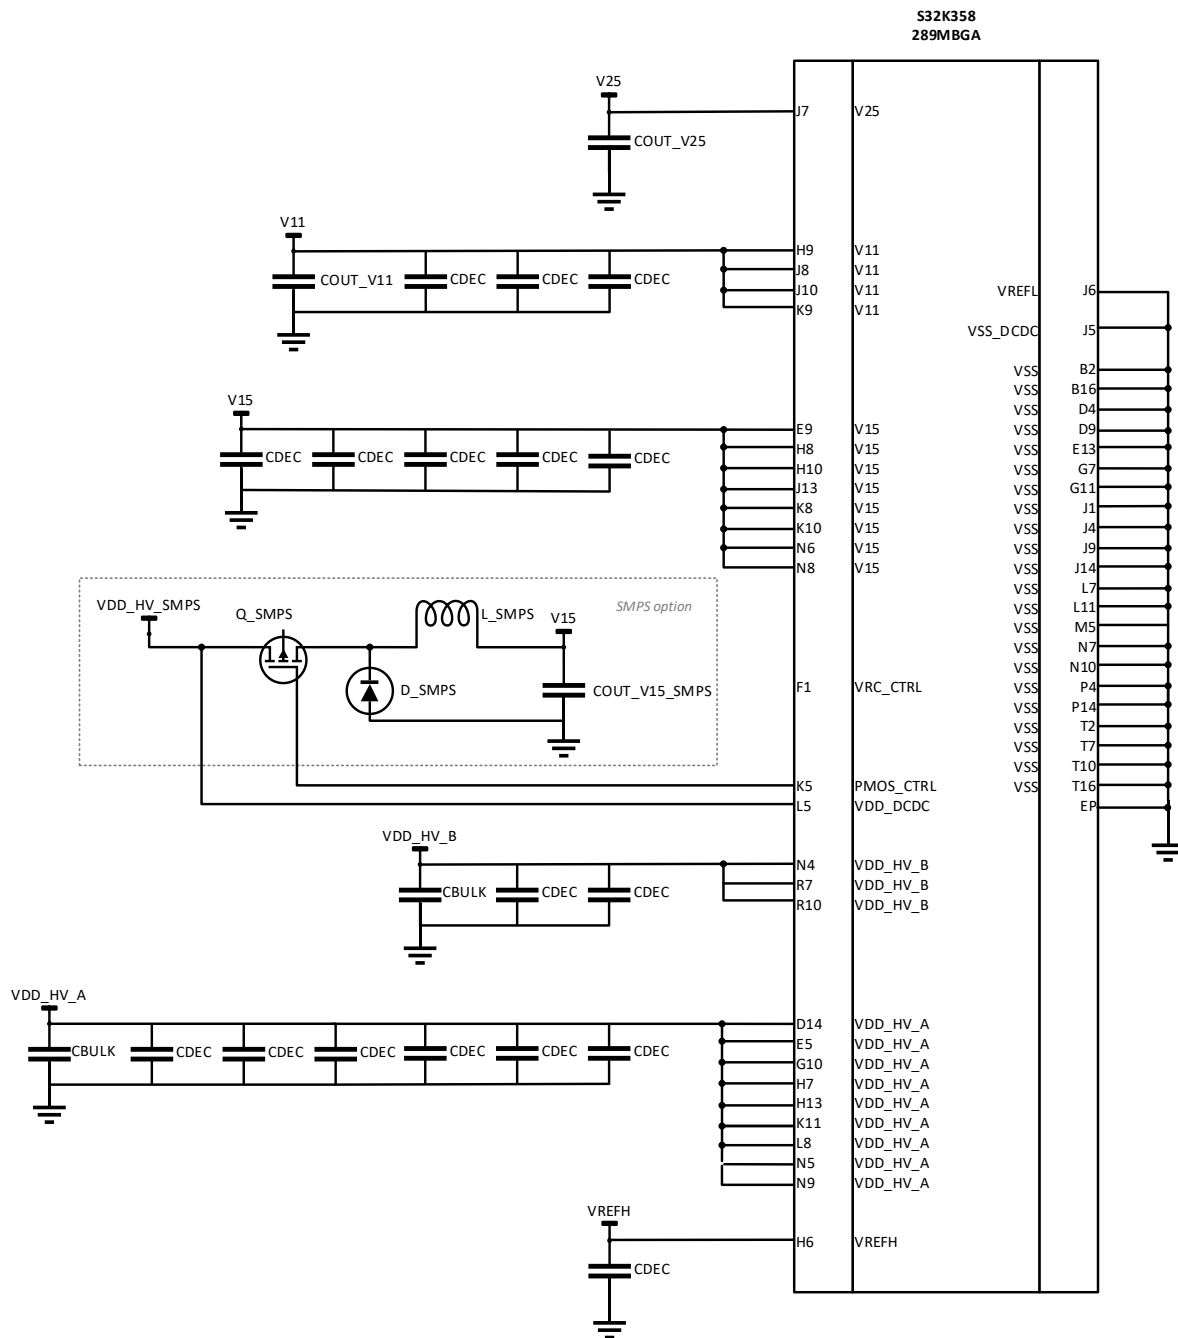 S32K358
289MBGA
V25
J7 V25
COUT_V25
V11
H9 V11
J8 V11
J10 V11
K9 V11
COUT_V11 CDEC CDEC CDEC
VREFL J6
VSS_DCDC J5
VSS B2
VSS B16
VSS D4
VSS D9
VSS E13
VSS G7
VSS G11
VSS J1
VSS J4
VSS J9
VSS J14
VSS L7
VSS L11
VSS M5
VSS N7
VSS N10
VSS P4
VSS P14
VSS T2
VSS T7
VSS T10
VSS T16
EP
V15
E9 V15
H8 V15
H10 V15
J13 V15
K8 V15
K10 V15
N6 V15
N8 V15
CDEC CDEC CDEC CDEC CDEC
SMPS option
VDD_HV_SMPS
Q_SMPS
L_SMPS
V15
D_SMPS
COUT_V15_SMPS
F1 VRC_CTRL
K5 PMOS_CTRL
L5 VDD_DCDC
VDD_HV_B
N4 VDD_HV_B
R7 VDD_HV_B
R10 VDD_HV_B
CBULK CDEC CDEC
VDD_HV_A
D14 VDD_HV_A
E5 VDD_HV_A
G10 VDD_HV_A
H7 VDD_HV_A
H13 VDD_HV_A
K11 VDD_HV_A
L8 VDD_HV_A
N5 VDD_HV_A
N9 VDD_HV_A
CBULK CDEC CDEC CDEC CDEC CDEC CDEC
VREFH
H6 VREFH
CDEC